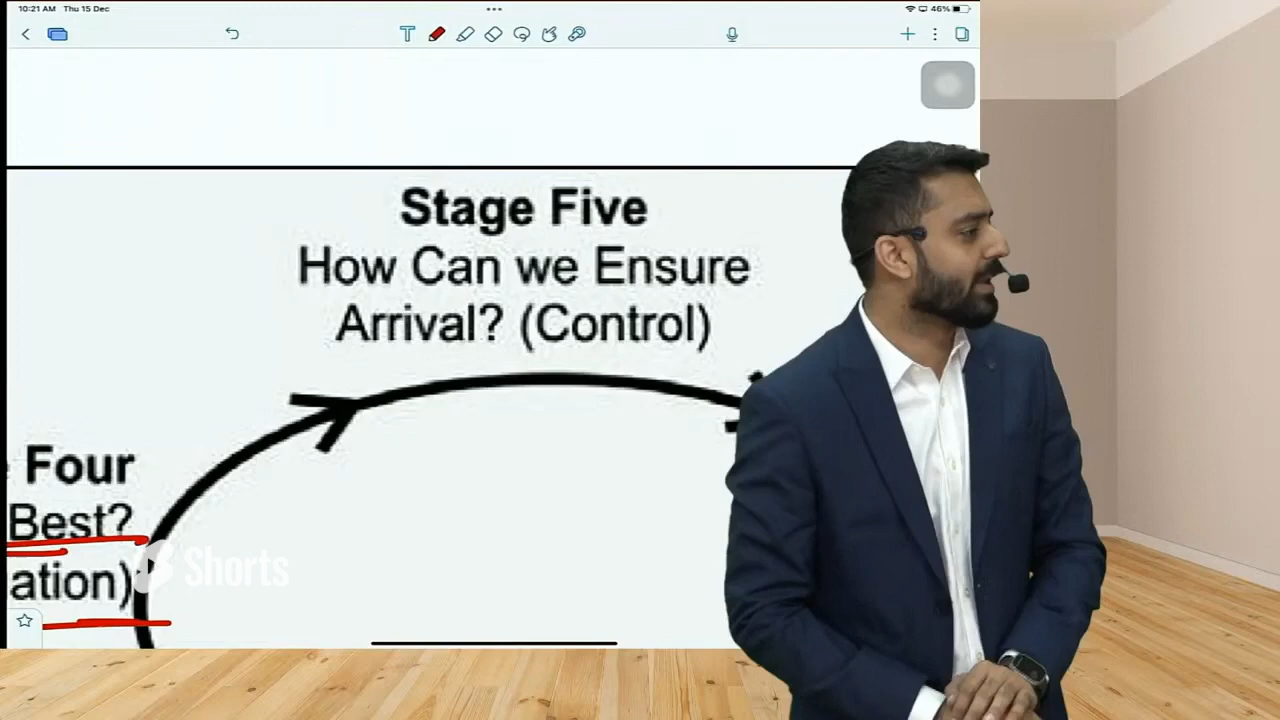 10:21 AM Thu 15 Dec
46%
T
Stage Five
How Can we Ensure
Arrival? (Control)
Four
Best?
ation)
Shorts